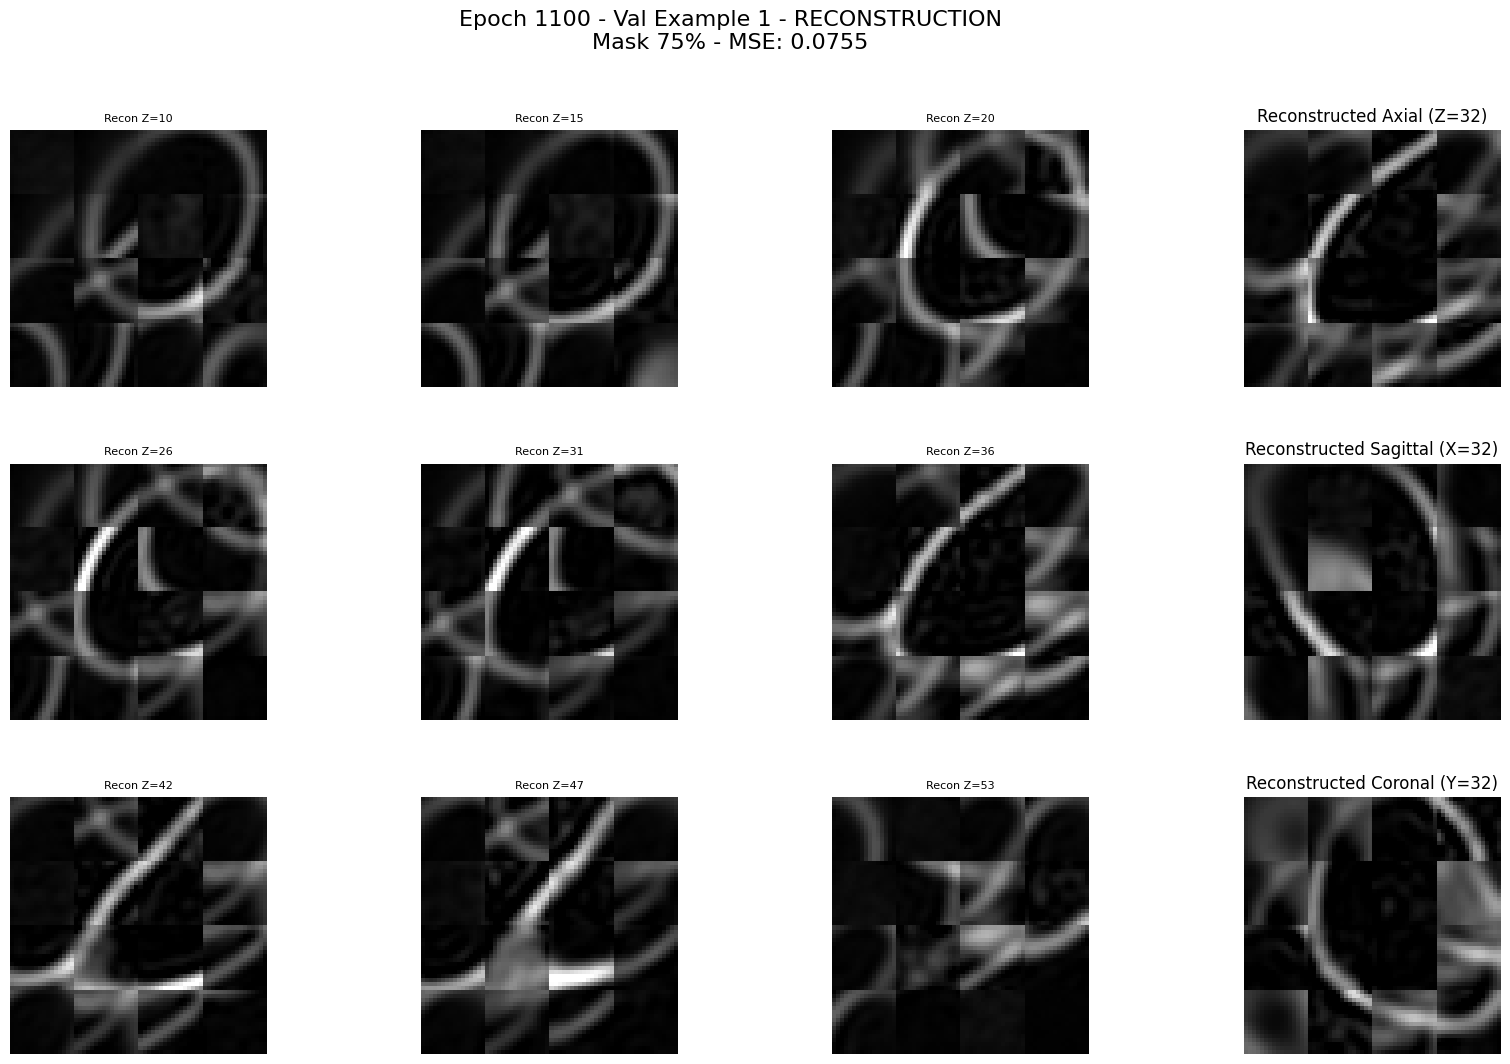 Epoch 1100 - Val Example 1 - RECONSTRUCTION
Mask 75% - MSE: 0.0755
Recon Z=10
Recon Z=15
Recon Z=20
Reconstructed Axial (Z=32)
Recon Z=26
Recon Z=31
Recon Z=36
Reconstructed Sagittal (X=32)
Recon Z=42
Recon Z=47
Recon Z=53
Reconstructed Coronal (Y=32)